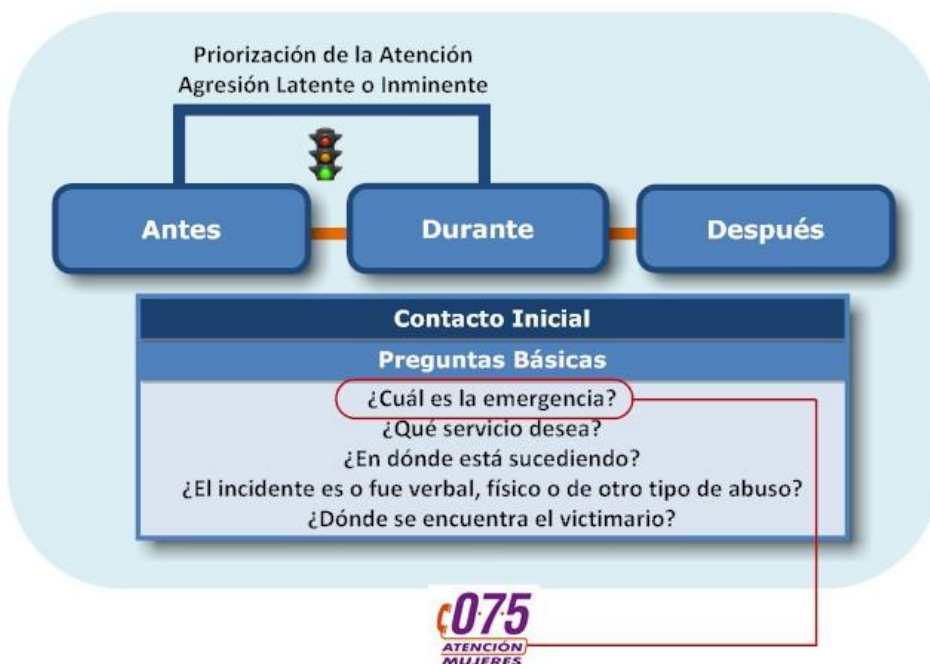 Priorización de la Atención
Agresión Latente o Inminente
Antes
Durante
Después
Contacto Inicial
Preguntas Básicas
¿Cuál es la emergencia?
¿Qué servicio desea?
¿En dónde está sucediendo?
¿El incidente es o fue verbal, físico o de otro tipo de abuso?
¿Dónde se encuentra el victimario?
075
ATENCIÓN
MUJERES